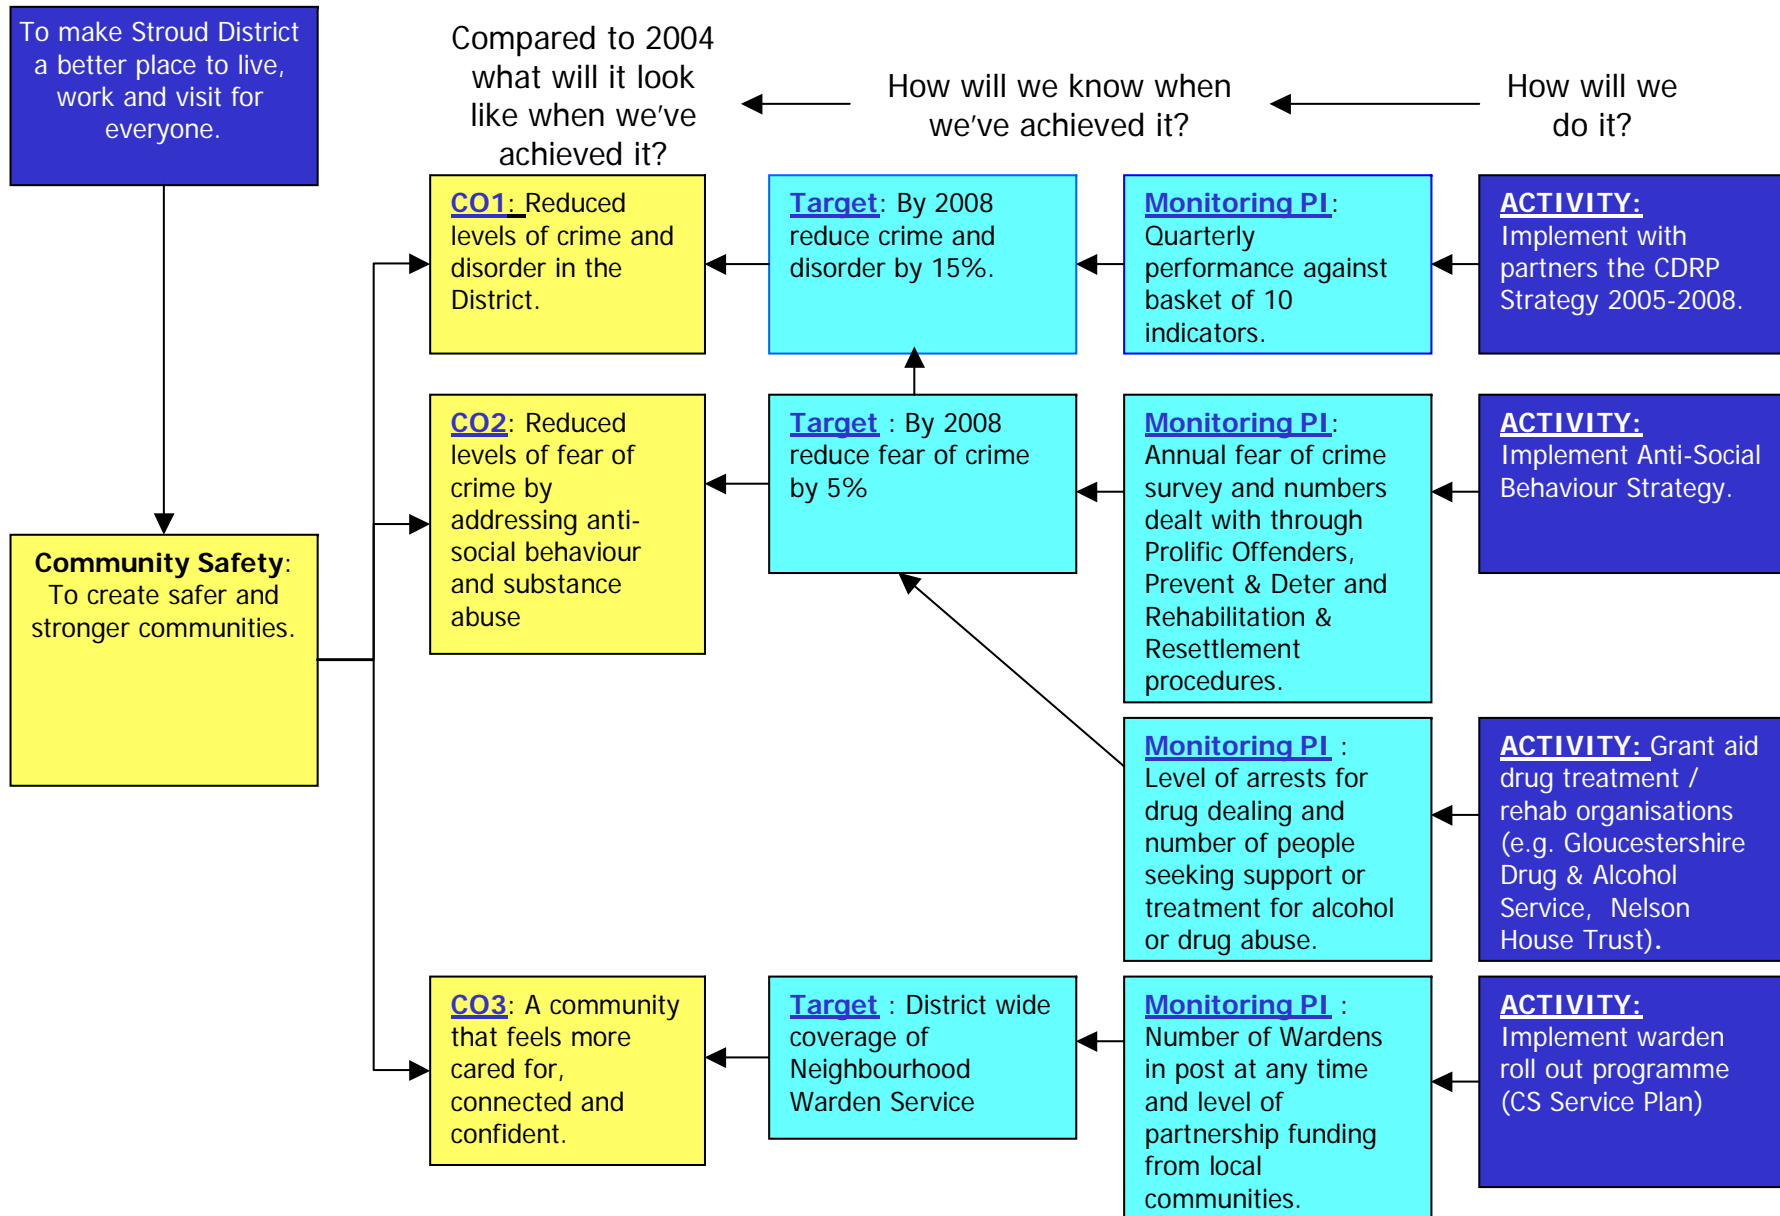 To make Stroud District
a better place to live,
work and visit for
everyone.
Compared to 2004
what will it look
like when we've
achieved it?
How will we know when
we've achieved it?
How will we
do it?
CO1: Reduced
levels of crime and
disorder in the
District.
Target: By 2008
reduce crime and
disorder by 15%.
Monitoring PI:
Quarterly
performance against
basket of 10
indicators.
ACTIVITY:
Implement with
partners the CDRP
Strategy 2005-2008.
CO2: Reduced
levels of fear of
crime by
addressing anti-
social behaviour
and substance
abuse
Target : By 2008
reduce fear of crime
by 5%
Monitoring PI:
Annual fear of crime
survey and numbers
dealt with through
Prolific Offenders,
Prevent & Deter and
Rehabilitation &
Resettlement
procedures.
ACTIVITY:
Implement Anti-Social
Behaviour Strategy.
Community Safety:
To create safer and
stronger communities.
Monitoring PI :
Level of arrests for
drug dealing and
number of people
seeking support or
treatment for alcohol
or drug abuse.
ACTIVITY: Grant aid
drug treatment /
rehab organisations
(e.g. Gloucestershire
Drug & Alcohol
Service, Nelson
House Trust).
CO3: A community
that feels more
cared for,
connected and
confident.
Target : District wide
coverage of
Neighbourhood
Warden Service
Monitoring PI :
Number of Wardens
in post at any time
and level of
partnership funding
from local
communities.
ACTIVITY:
Implement warden
roll out programme
(CS Service Plan)